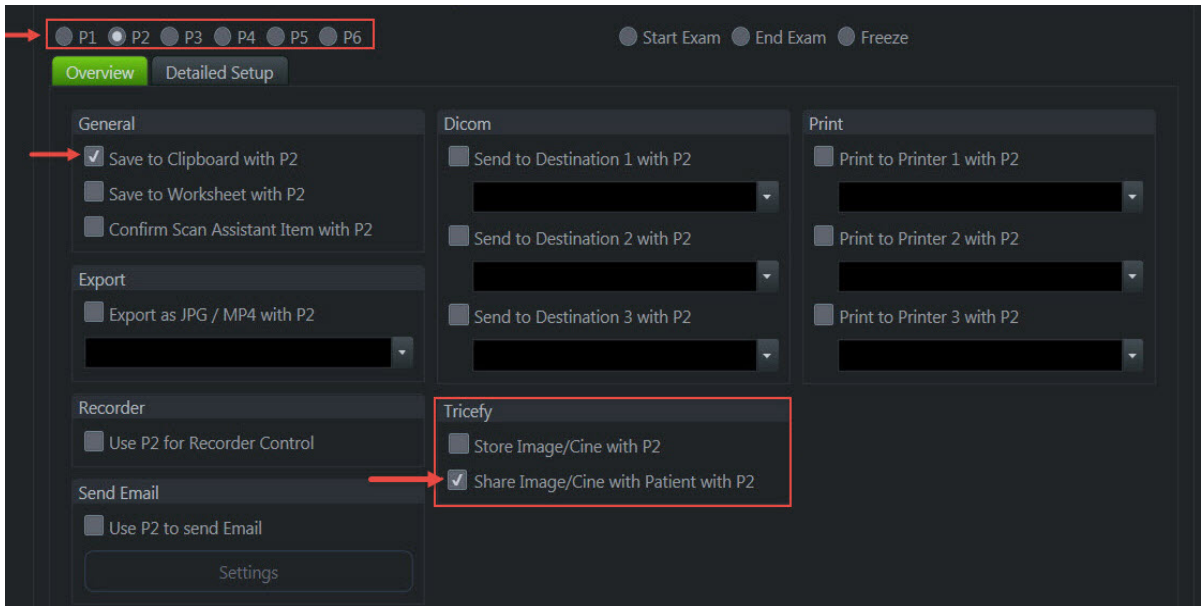 P1 P2 P3 P4 P5 P6
Start Exam End Exam Freeze
Overview Detailed Setup
General
Save to Clipboard with P2
Save to Worksheet with P2
Confirm Scan Assistant Item with P2
Export
Export as JPG / MP4 with P2
Recorder
Use P2 for Recorder Control
Send Email
Use P2 to send Email
Settings
Dicom
Send to Destination 1 with P2
Send to Destination 2 with P2
Send to Destination 3 with P2
Tricefy
Store Image/Cine with P2
Share Image/Cine with Patient with P2
Print
Print to Printer 1 with P2
Print to Printer 2 with P2
Print to Printer 3 with P2